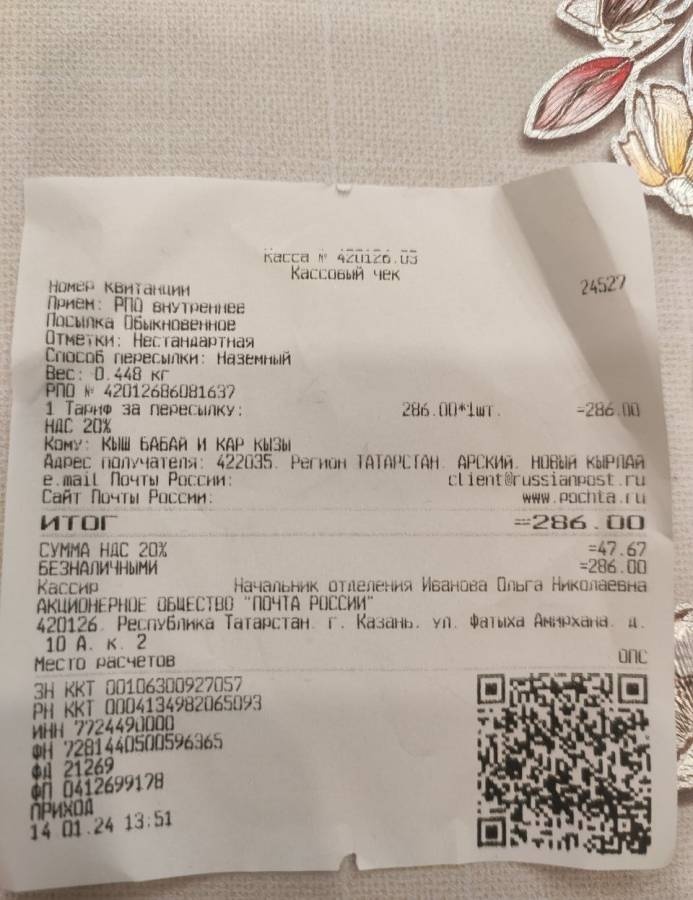 Касса № 420126.03
Кассовый чек
Номер квитанции 24527
Прием: РПО внутреннее
Посылка Обыкновенное
Отметки: Нестандартная
Способ пересылки: Наземный
Вес: 0.448 кг
РПО № 42012686081637
1 Тариф за пересылку: 286.00*1шт. =286.00
НДС 20%
Кому: КЫШ БАБАЙ И КАР КЫЗЫ
Адрес получателя: 422035, Регион ТАТАРСТАН, АРСКИЙ, НОВЫЙ КЫРЛАЙ
e.mail Почты России: client@russianpost.ru
Сайт Почты России: www.pochta.ru
ИТОГ =286.00
СУММА НДС 20% =47.67
БЕЗНАЛИЧНЫМИ =286.00
Кассир Начальник отделения Иванова Ольга Николаевна
АКЦИОНЕРНОЕ ОБЩЕСТВО "ПОЧТА РОССИИ"
420126, Республика Татарстан, г. Казань, ул. Фатыха Амирхана, д.
10 А, к. 2
Место расчетов ОПС
ЗН ККТ 00106300927057
РН ККТ 0004134982065093
ИНН 7724490000
ФН 7281440500596365
ФД 21269
ФП 0412699178
ПРИХОД
14.01.24 13:51